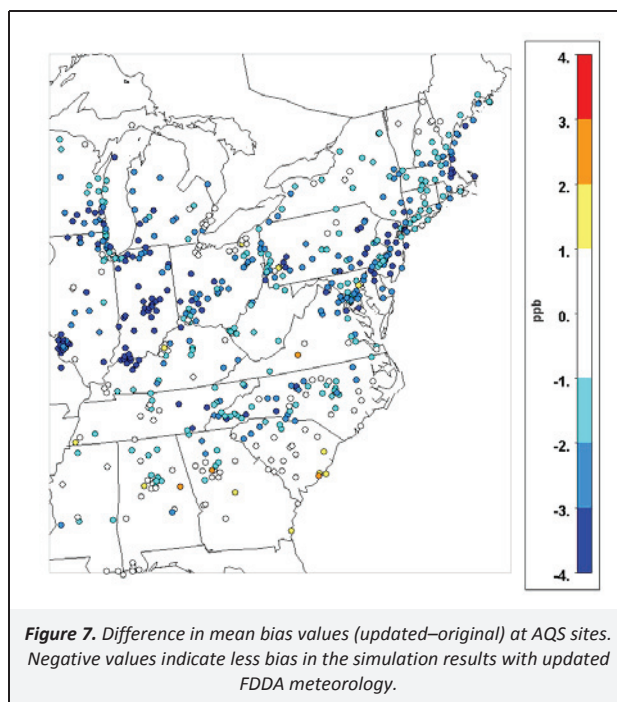 4.
3.
2.
1.
0.
-1.
-2.
-3.
-4.
ppb
Figure 7. Difference in mean bias values (updated–original) at AQS sites.
Negative values indicate less bias in the simulation results with updated
FDDA meteorology.